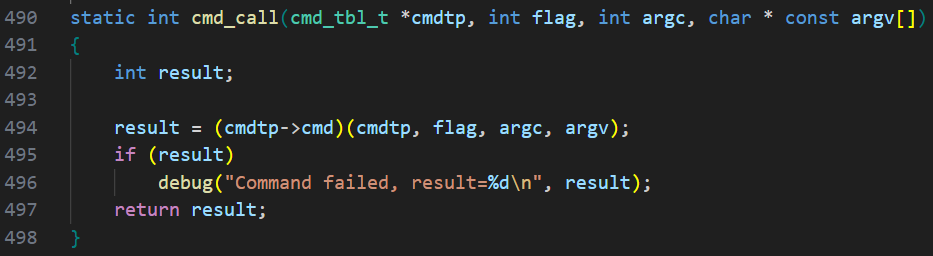 490 static int cmd_call(cmd_tbl_t *cmdtp, int flag, int argc, char * const argv[])
491 {
492     int result;
493
494     result = (cmdtp->cmd)(cmdtp, flag, argc, argv);
495     if (result)
496         debug("Command failed, result=%d\n", result);
497     return result;
498 }